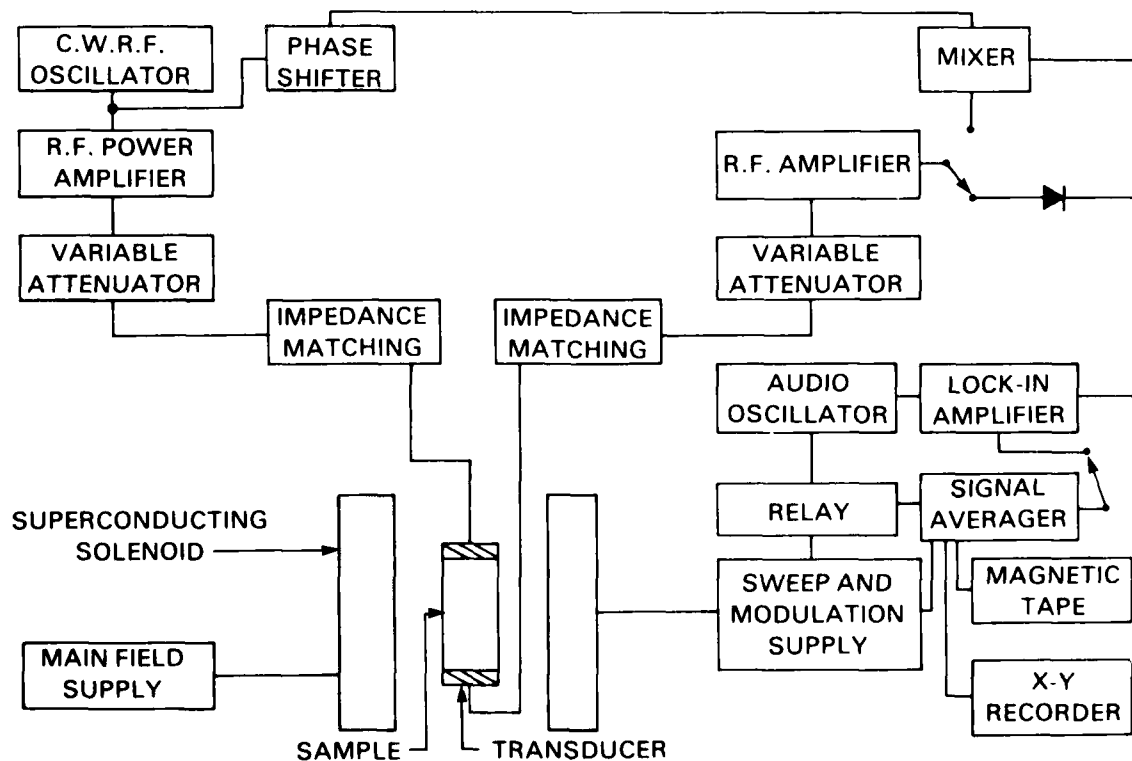 C.W.R.F.
OSCILLATOR
PHASE
SHIFTER
MIXER
R.F. POWER
AMPLIFIER
R.F. AMPLIFIER
VARIABLE
ATTENUATOR
VARIABLE
ATTENUATOR
IMPEDANCE
MATCHING
IMPEDANCE
MATCHING
AUDIO
OSCILLATOR
LOCK-IN
AMPLIFIER
SUPERCONDUCTING
SOLENOID
RELAY
SIGNAL
AVERAGER
SWEEP AND
MODULATION
SUPPLY
MAGNETIC
TAPE
MAIN FIELD
SUPPLY
X-Y
RECORDER
SAMPLE
TRANSDUCER